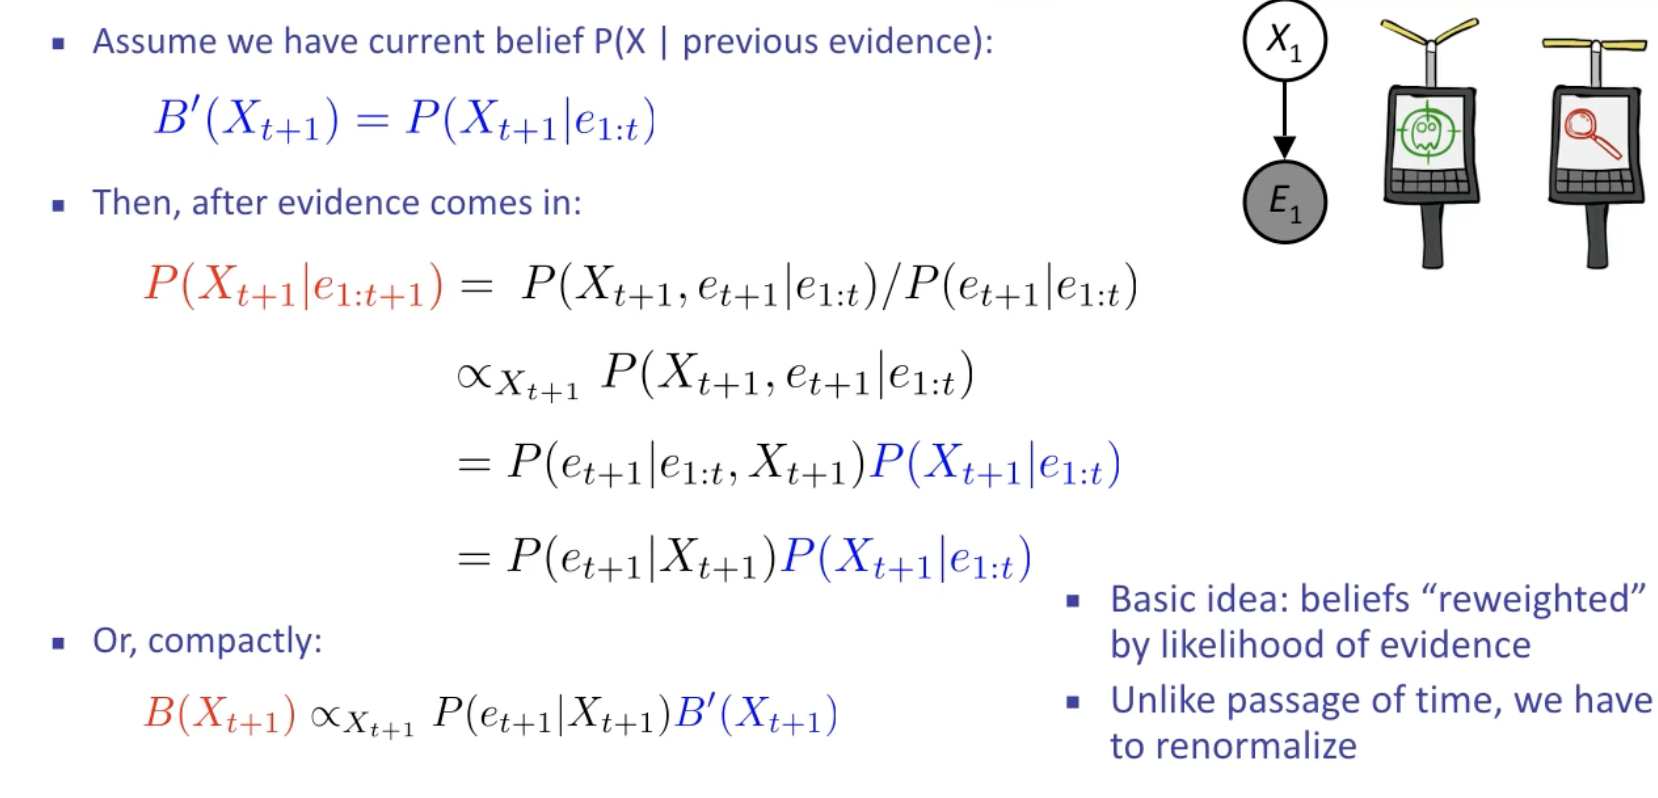 ▪ Assume we have current belief P(X | previous evidence):
B′(X_{t+1}) = P(X_{t+1}|e_{1:t})
▪ Then, after evidence comes in:
P(X_{t+1}|e_{1:t+1}) = P(X_{t+1}, e_{t+1}|e_{1:t})/P(e_{t+1}|e_{1:t})
∝_{X_{t+1}} P(X_{t+1}, e_{t+1}|e_{1:t})
= P(e_{t+1}|e_{1:t}, X_{t+1})P(X_{t+1}|e_{1:t})
= P(e_{t+1}|X_{t+1})P(X_{t+1}|e_{1:t})
▪ Or, compactly:
B(X_{t+1}) ∝_{X_{t+1}} P(e_{t+1}|X_{t+1})B′(X_{t+1})
X_1
E_1
▪ Basic idea: beliefs “reweighted”
by likelihood of evidence
▪ Unlike passage of time, we have
to renormalize